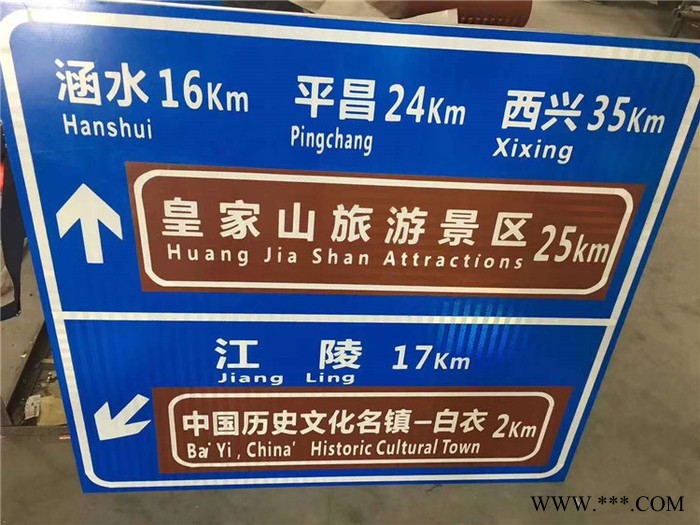 涵水 16Km 平昌 24Km 西兴 35Km
Hanshui Pingchang Xixing
皇家山旅游景区 25km
Huang Jia Shan Attractions
江 陵 17Km
Jiang Ling
中国历史文化名镇—白衣 2Km
Bai' Yi , China' Historic Cultural Town
WWW.***.COM